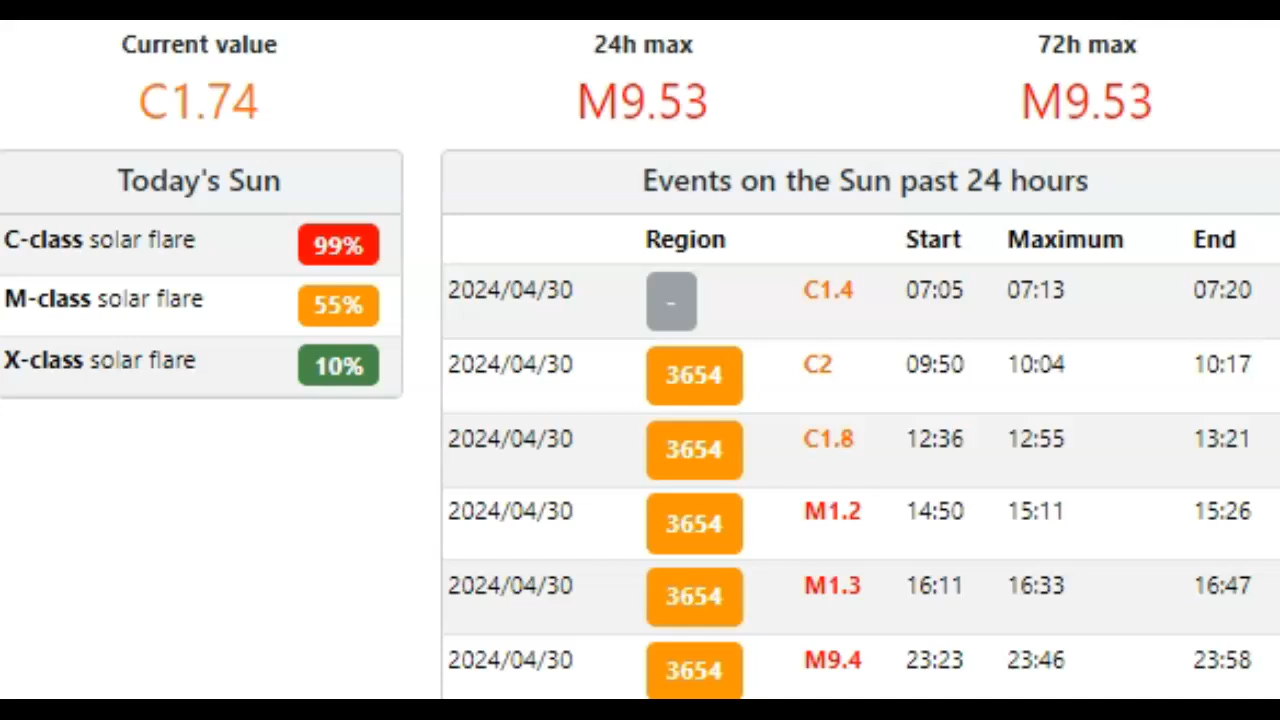 Current value 24h max 72h max
C1.74 M9.53 M9.53
Today's Sun
C-class solar flare 99%
M-class solar flare 55%
X-class solar flare 10%
Events on the Sun past 24 hours
Region Start Maximum End
2024/04/30 - C1.4 07:05 07:13 07:20
2024/04/30 3654 C2 09:50 10:04 10:17
2024/04/30 3654 C1.8 12:36 12:55 13:21
2024/04/30 3654 M1.2 14:50 15:11 15:26
2024/04/30 3654 M1.3 16:11 16:33 16:47
2024/04/30 3654 M9.4 23:23 23:46 23:58